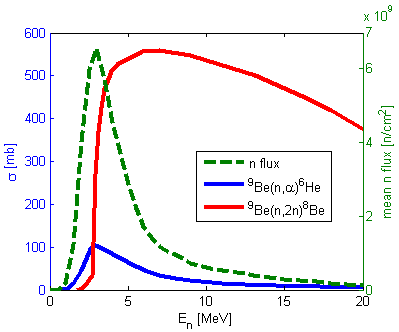 x 10⁹
600
500
400
300
200
100
0
σ [mb]
7
6
4
2
0
mean n flux [n/cm²]
n flux
⁹Be(n,α)⁶He
⁹Be(n,2n)⁸Be
0 5 10 15 20
Eₙ [MeV]